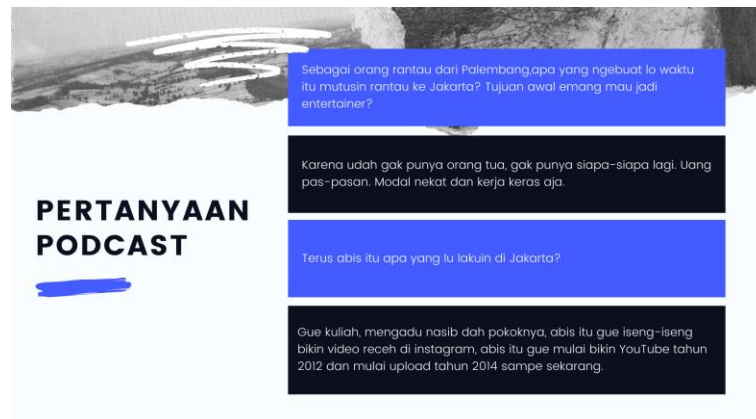 PERTANYAAN
PODCAST
Sebagai orang rantau dari Palembang,apa yang ngebuat lo waktu
itu mutusin rantau ke Jakarta? Tujuan awal emang mau jadi
entertainer?
Karena udah gak punya orang tua, gak punya siapa-siapa lagi. Uang
pas-pasan. Modal nekat dan kerja keras aja.
Terus abis itu apa yang lu lakuin di Jakarta?
Gue kuliah, mengadu nasib dah pokoknya, abis itu gue iseng-iseng
bikin video receh di instagram, abis itu gue mulai bikin YouTube tahun
2012 dan mulai upload tahun 2014 sampe sekarang.